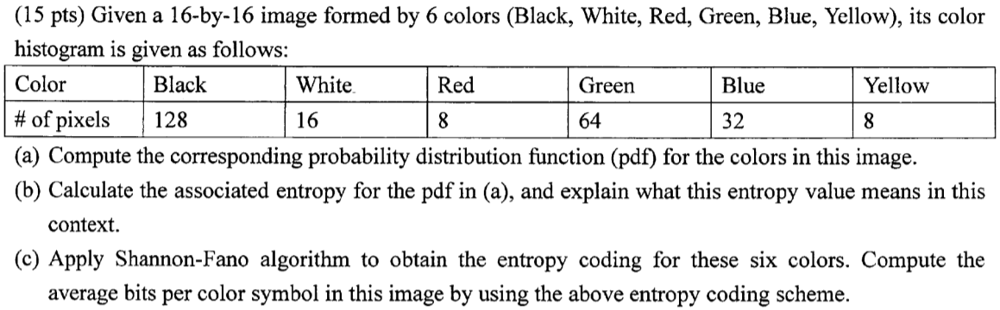 (15 pts) Given a 16-by-16 image formed by 6 colors (Black, White, Red, Green, Blue, Yellow), its color
histogram is given as follows:
Color Black White Red Green Blue Yellow
# of pixels 128 16 8 64 32 8
(a) Compute the corresponding probability distribution function (pdf) for the colors in this image.
(b) Calculate the associated entropy for the pdf in (a), and explain what this entropy value means in this
context.
(c) Apply Shannon-Fano algorithm to obtain the entropy coding for these six colors. Compute the
average bits per color symbol in this image by using the above entropy coding scheme.